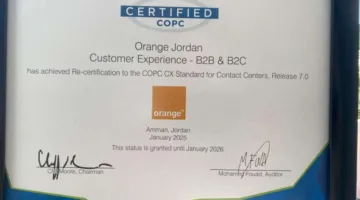 CERTIFIED
COPC
Orange Jordan
Customer Experience - B2B & B2C
has achieved Re-certification to the COPC CX Standard for Contact Centers, Release 7.0
orange™
Amman, Jordan
January 2025
This status is granted until January 2026
Moore, Chairman
Mohamed Fouad, Auditor